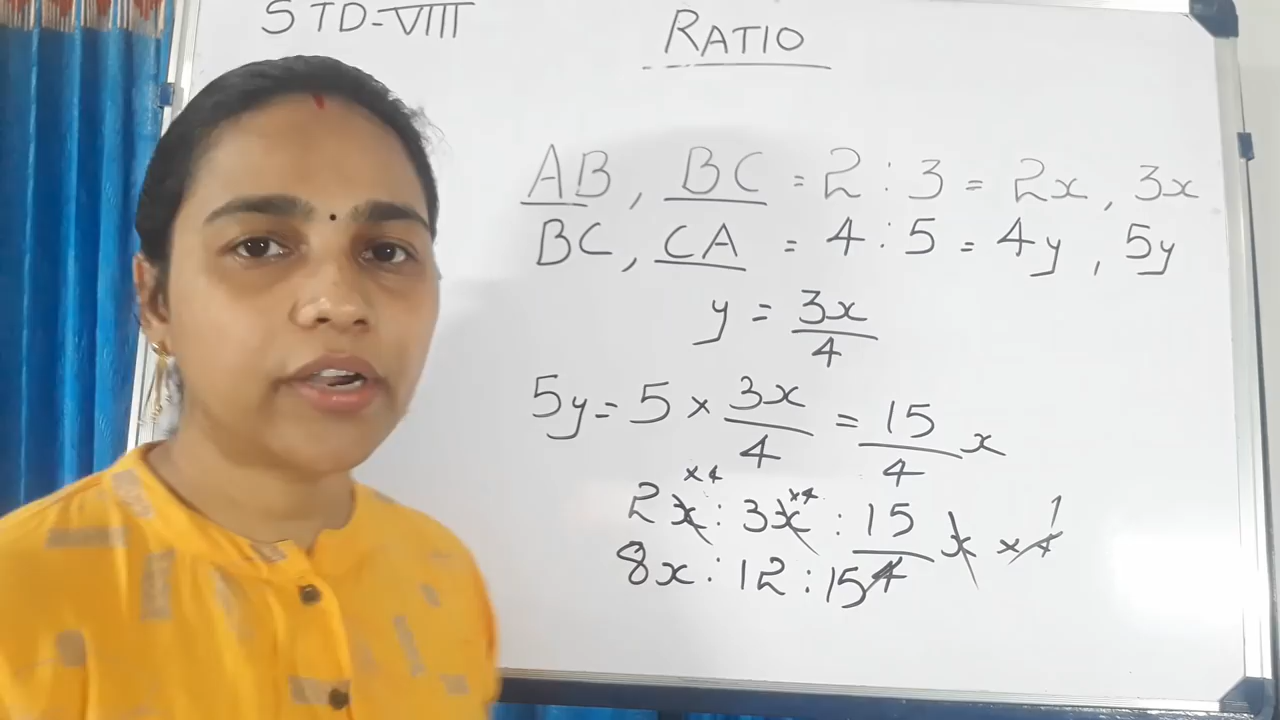 STD-VIII
RATIO
AB, BC = 2 : 3 = 2x, 3x
BC, CA = 4 : 5 = 4y, 5y
y = 3x/4
5y = 5 × 3x/4 = 15/4 x
×4 ×4
2x : 3x : 15/4 x × 4 1
8x : 12 : 15